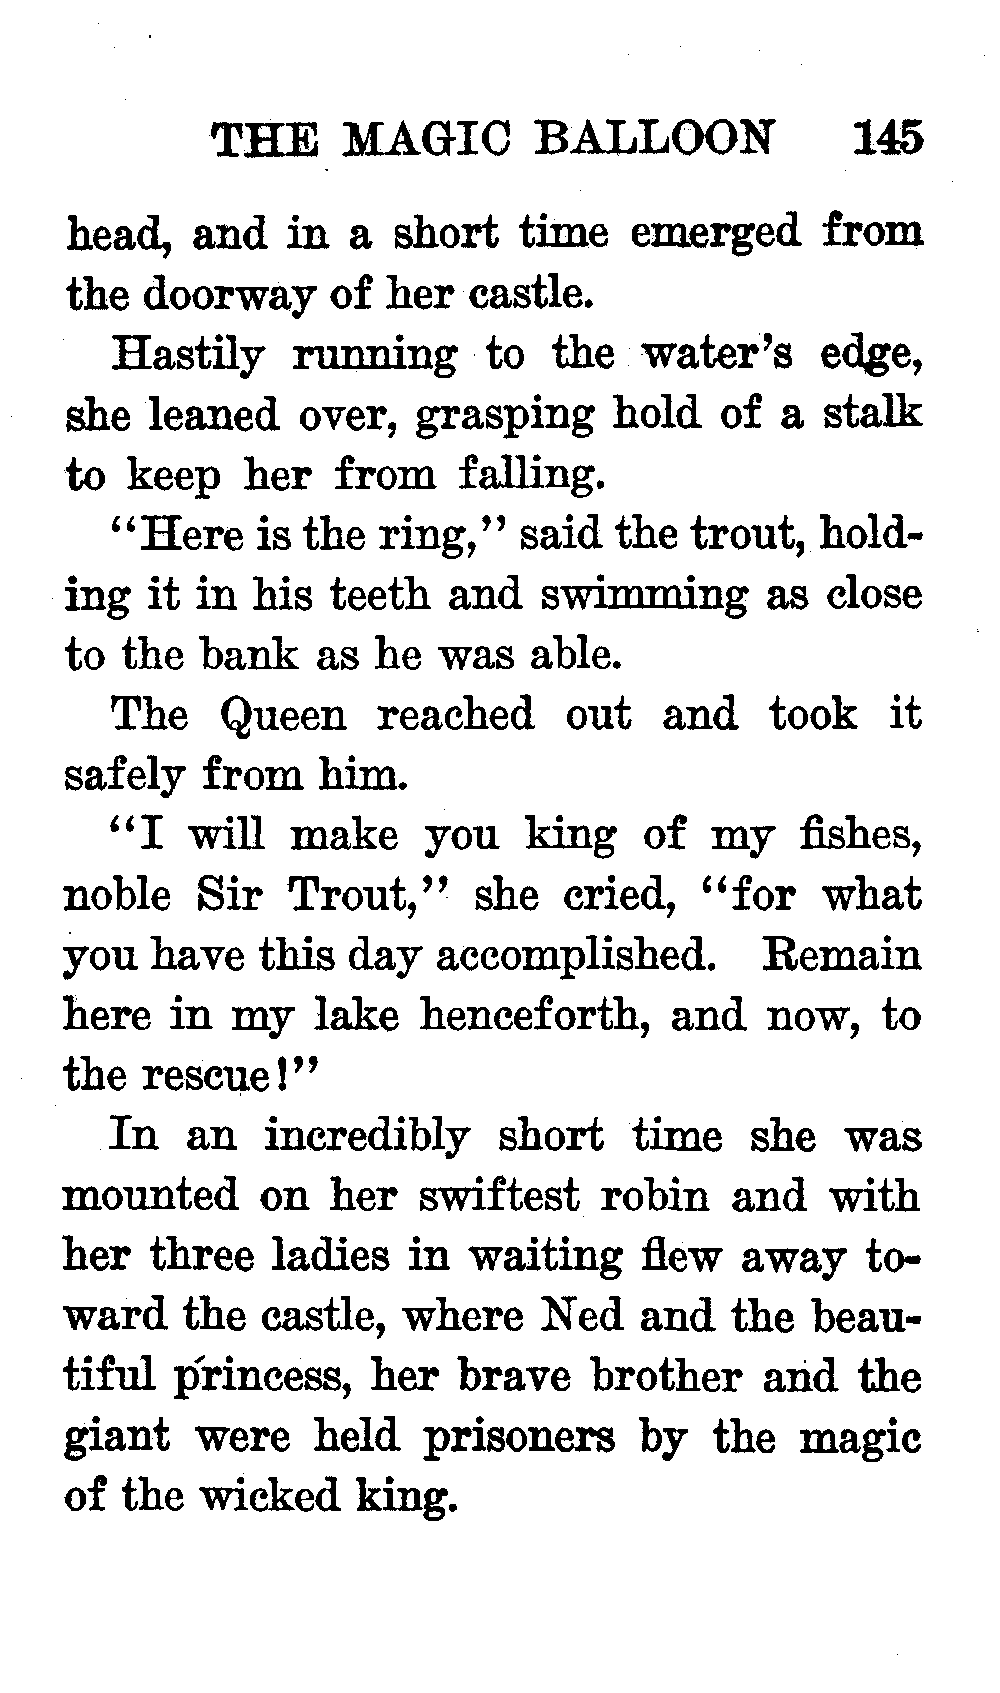 THE MAGIC BALLOON 145
head, and in a short time emerged from
the doorway of her castle.
Hastily running to the water's edge,
she leaned over, grasping hold of a stalk
to keep her from falling.
"Here is the ring," said the trout, hold-
ing it in his teeth and swimming as close
to the bank as he was able.
The Queen reached out and took it
safely from him.
"I will make you king of my fishes,
noble Sir Trout," she cried, "for what
you have this day accomplished. Remain
here in my lake henceforth, and now, to
the rescue!"
In an incredibly short time she was
mounted on her swiftest robin and with
her three ladies in waiting flew away to-
ward the castle, where Ned and the beau-
tiful princess, her brave brother and the
giant were held prisoners by the magic
of the wicked king.